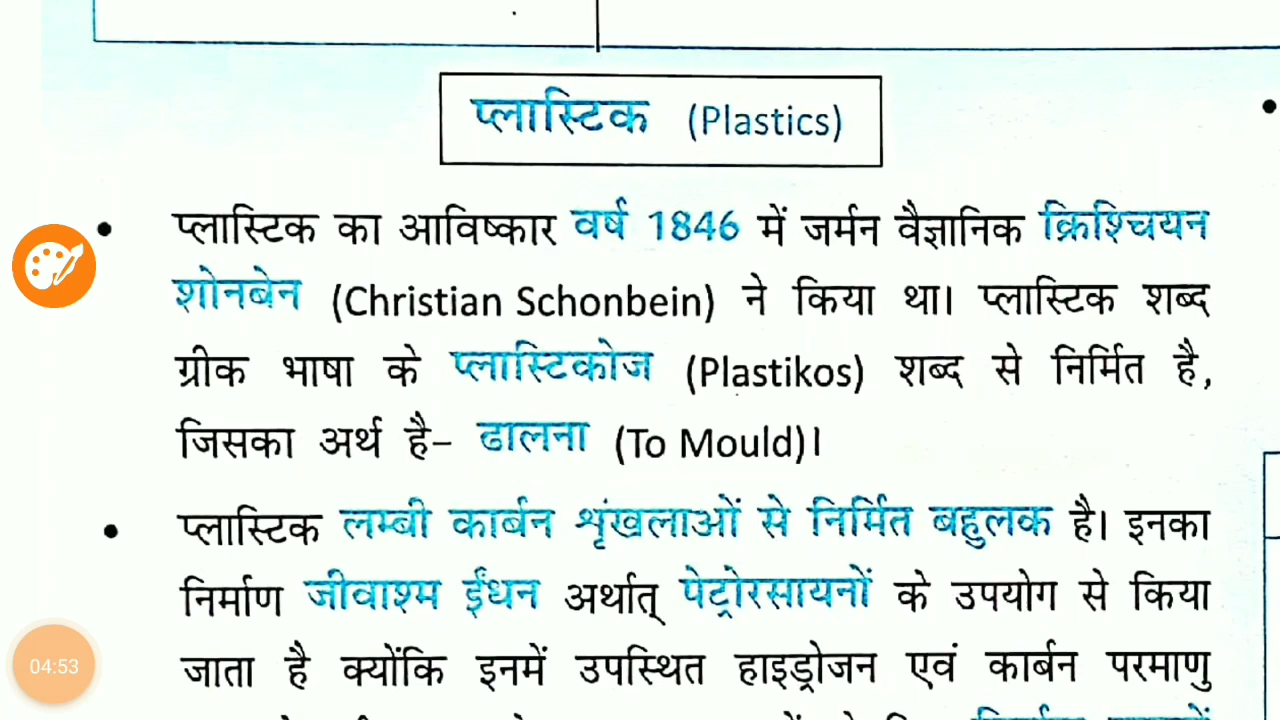 प्लास्टिक (Plastics)
प्लास्टिक का आविष्कार वर्ष 1846 में जर्मन वैज्ञानिक क्रिश्चियन
शोनबेन (Christian Schonbein) ने किया था। प्लास्टिक शब्द
ग्रीक भाषा के प्लास्टिकोज (Plastikos) शब्द से निर्मित है,
जिसका अर्थ है– ढालना (To Mould)।
प्लास्टिक लम्बी कार्बन शृंखलाओं से निर्मित बहुलक है। इनका
निर्माण जीवाश्म ईंधन अर्थात् पेट्रोरसायनों के उपयोग से किया
जाता है क्योंकि इनमें उपस्थित हाइड्रोजन एवं कार्बन परमाणु
04:53